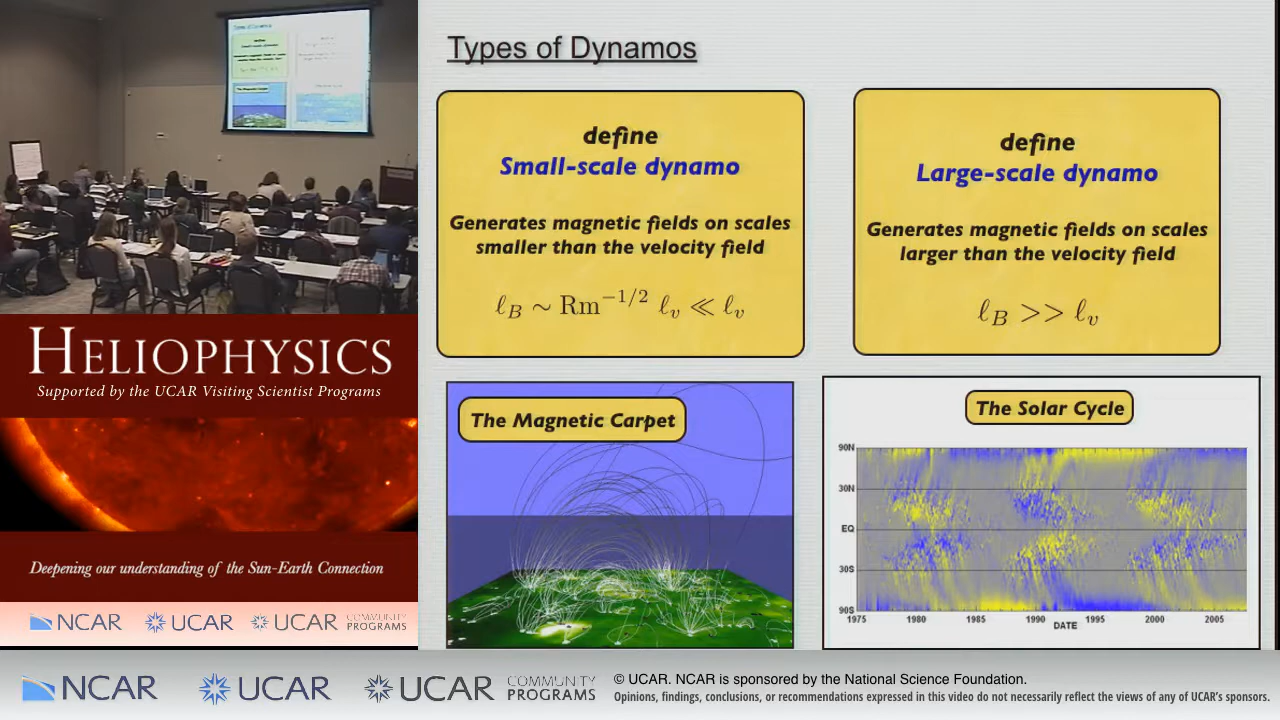 Types of Dynamos
define
Small-scale dynamo
Generates magnetic fields on scales
smaller than the velocity field
ℓ_B ∼ Rm^{-1/2} ℓ_v ≪ ℓ_v
define
Large-scale dynamo
Generates magnetic fields on scales
larger than the velocity field
ℓ_B >> ℓ_v
The Magnetic Carpet
The Solar Cycle
90N
30N
EQ
30S
90S
1975 1980 1985 1990 1995 2000 2005
DATE
HELIOPHYSICS
Supported by the UCAR Visiting Scientist Programs
Deepening our understanding of the Sun-Earth Connection
NCAR UCAR UCAR COMMUNITY
PROGRAMS
NCAR UCAR UCAR COMMUNITY
PROGRAMS
© UCAR. NCAR is sponsored by the National Science Foundation.
Opinions, findings, conclusions, or recommendations expressed in this video do not necessarily reflect the views of any of UCAR's sponsors.